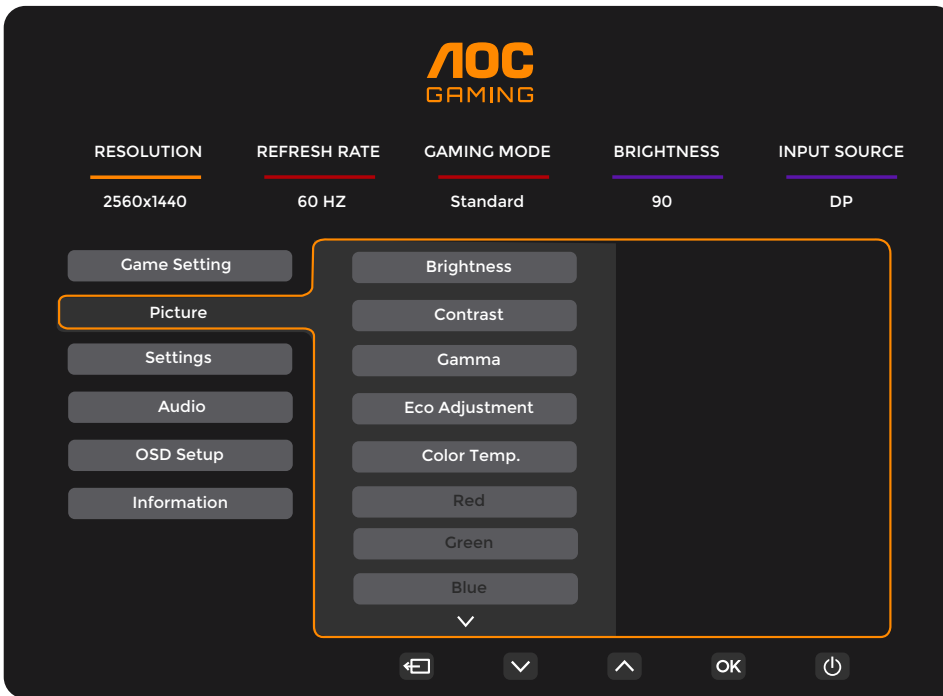 AOC
GAMING
RESOLUTION REFRESH RATE GAMING MODE BRIGHTNESS INPUT SOURCE
2560x1440 60 HZ Standard 90 DP
Game Setting
Picture
Settings
Audio
OSD Setup
Information
Brightness
Contrast
Gamma
Eco Adjustment
Color Temp.
Red
Green
Blue
OK